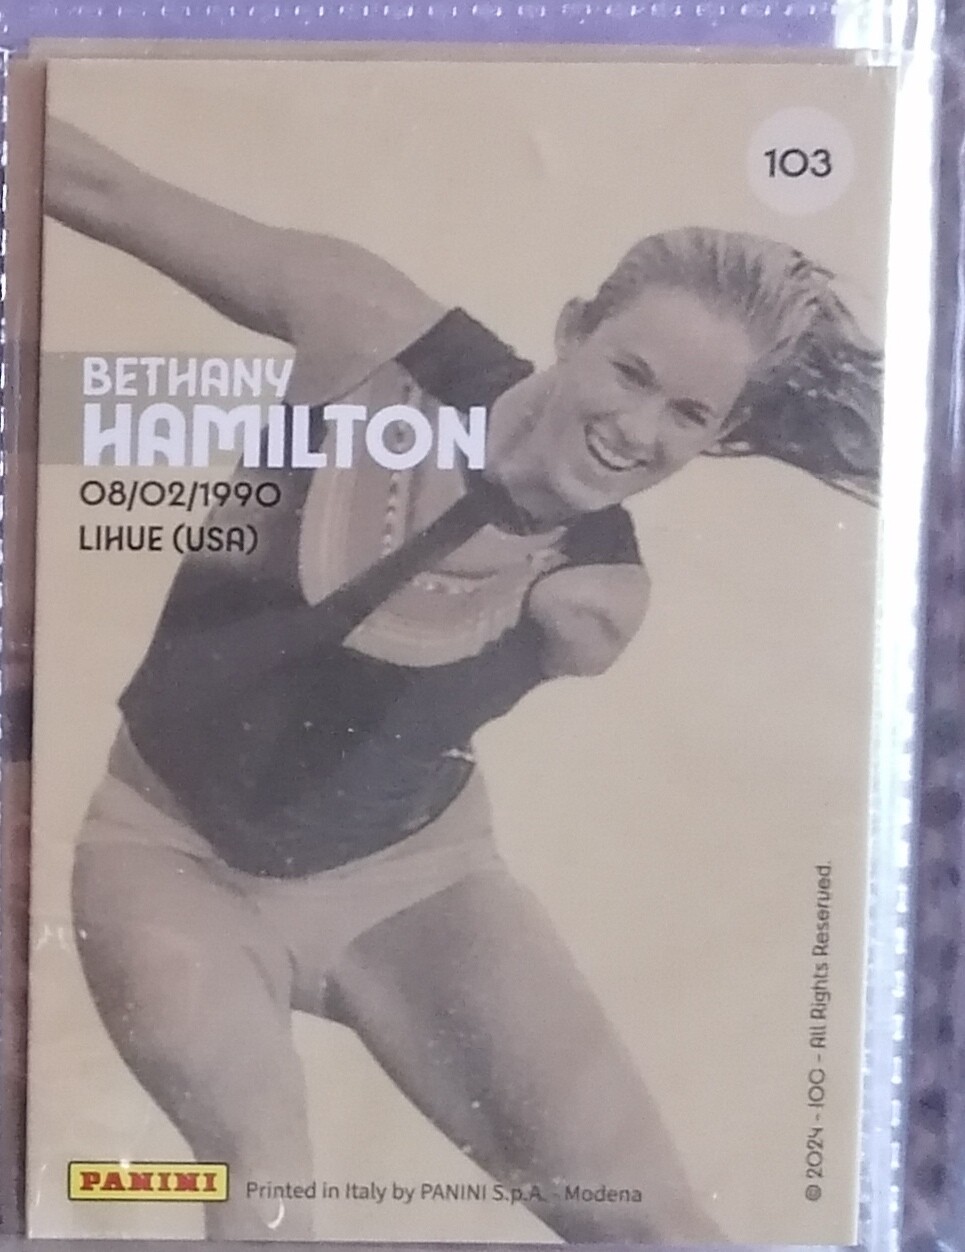 103
BETHANY
HAMILTON
08/02/1990
LIHUE (USA)
© 2024 - 100 - All Rights Reserved.
PANINI
Printed in Italy by PANINI S.p.A. - Modena